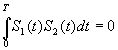 ∫₀ᵀ S₁(t)S₂(t)dt = 0